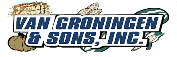 VAN GRONINGEN
& SONS, INC.